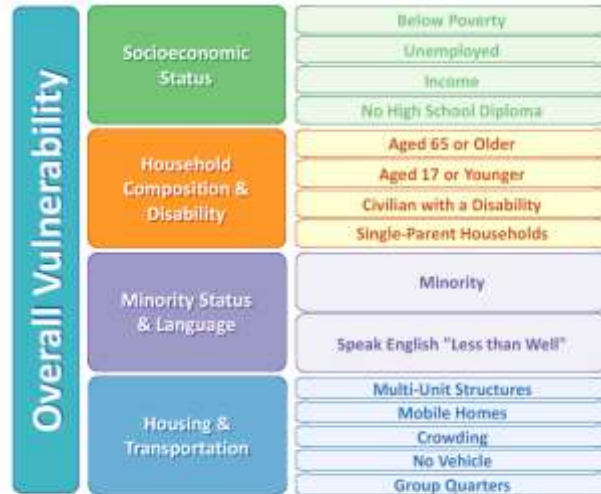 Overall Vulnerability
Socioeconomic
Status
Below Poverty
Unemployed
Income
No High School Diploma
Household
Composition &
Disability
Aged 65 or Older
Aged 17 or Younger
Civilian with a Disability
Single-Parent Households
Minority Status
& Language
Minority
Speak English "Less than Well"
Housing &
Transportation
Multi-Unit Structures
Mobile Homes
Crowding
No Vehicle
Group Quarters